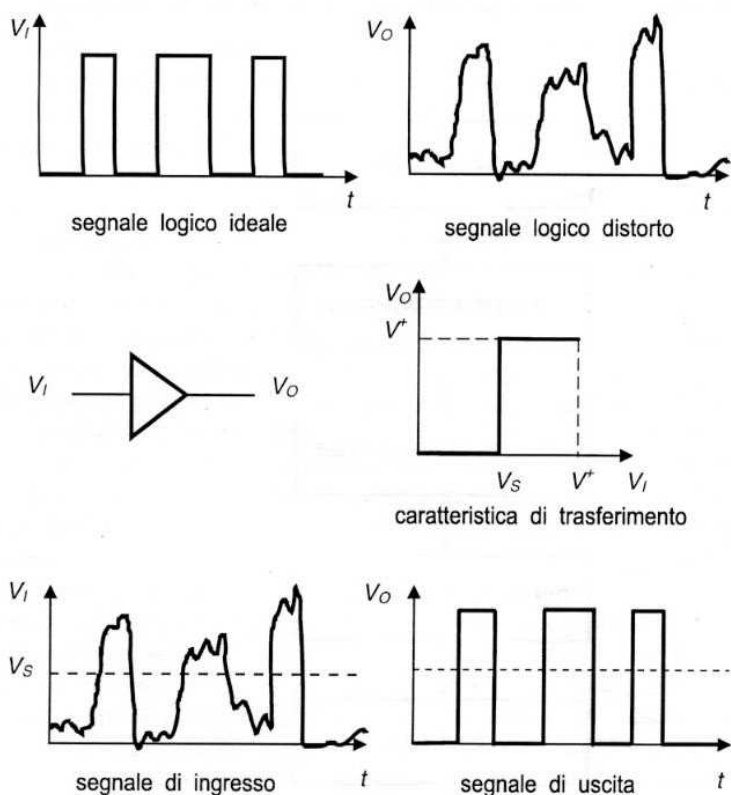 V_I
t
segnale logico ideale
V_O
t
segnale logico distorto
V_I
V_O
V_O
V⁺
V_S
V⁺
V_I
caratteristica di trasferimento
V_I
V_S
t
segnale di ingresso
V_O
t
segnale di uscita